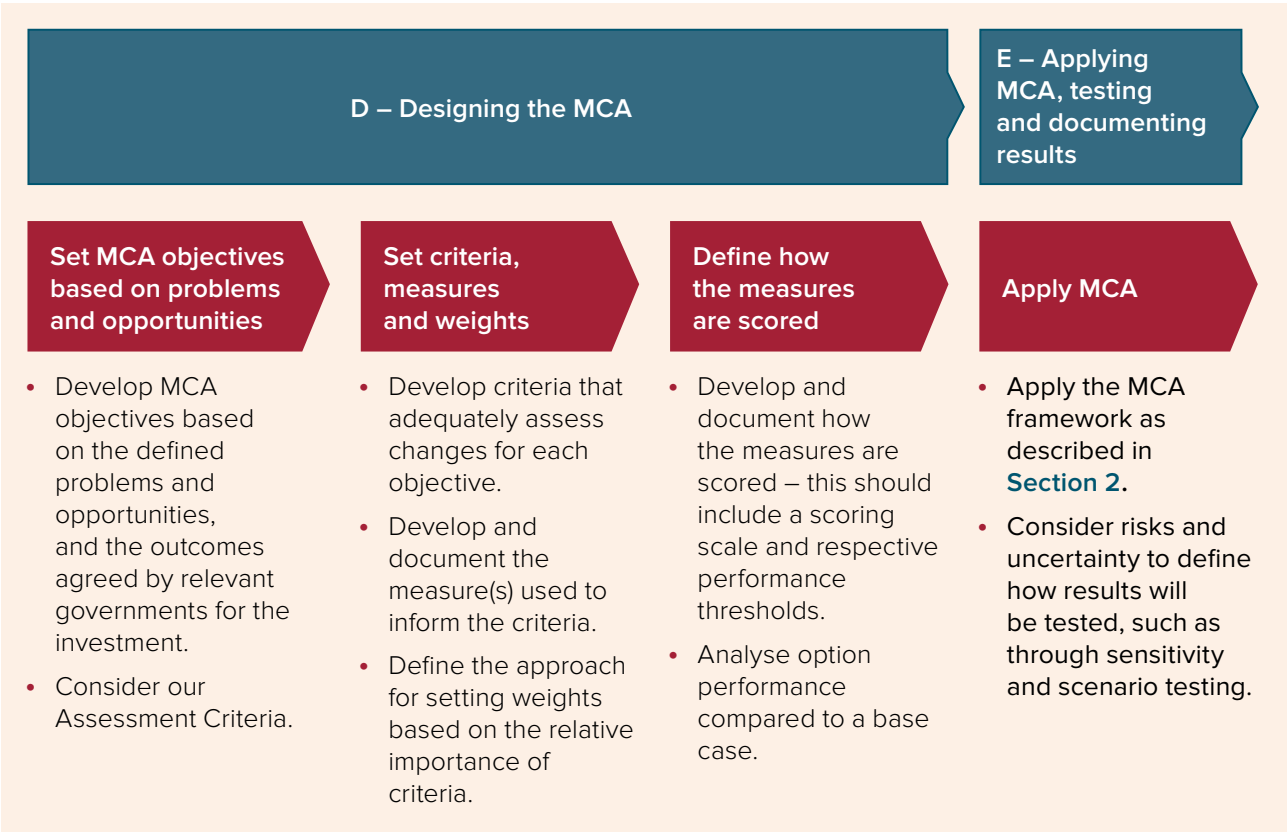 D – Designing the MCA
E – Applying
MCA, testing
and documenting
results
Set MCA objectives
based on problems
and opportunities
• Develop MCA
objectives based
on the defined
problems and
opportunities,
and the outcomes
agreed by relevant
governments for the
investment.
• Consider our
Assessment Criteria.
Set criteria,
measures
and weights
• Develop criteria that
adequately assess
changes for each
objective.
• Develop and
document the
measure(s) used to
inform the criteria.
• Define the approach
for setting weights
based on the relative
importance of
criteria.
Define how
the measures
are scored
• Develop and
document how
the measures are
scored – this should
include a scoring
scale and respective
performance
thresholds.
• Analyse option
performance
compared to a base
case.
Apply MCA
• Apply the MCA
framework as
described in
Section 2.
• Consider risks and
uncertainty to define
how results will
be tested, such as
through sensitivity
and scenario testing.